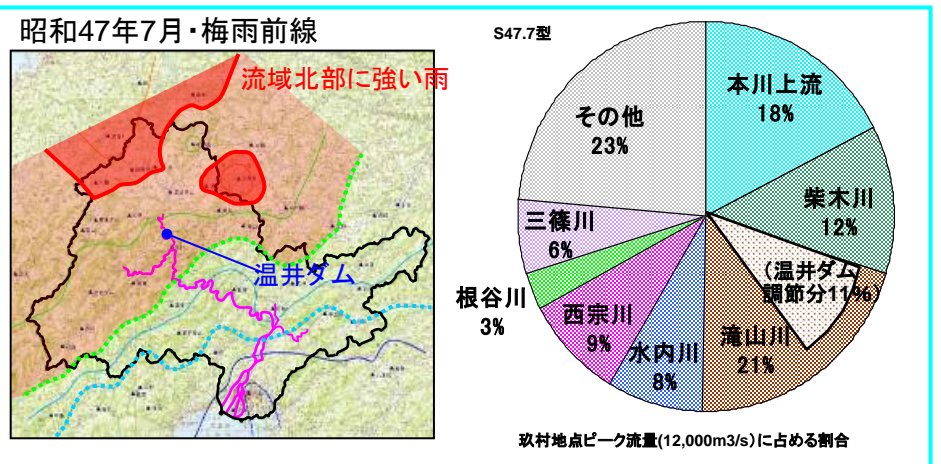 昭和47年7月・梅雨前線
流域北部に強い雨
温井ダム
S47.7型
本川上流
18%
柴木川
12%
(温井ダム
調節分11%)
滝山川
21%
水内川
8%
西宗川
9%
根谷川
3%
三篠川
6%
その他
23%
玖村地点ピーク流量(12,000m3/s)に占める割合